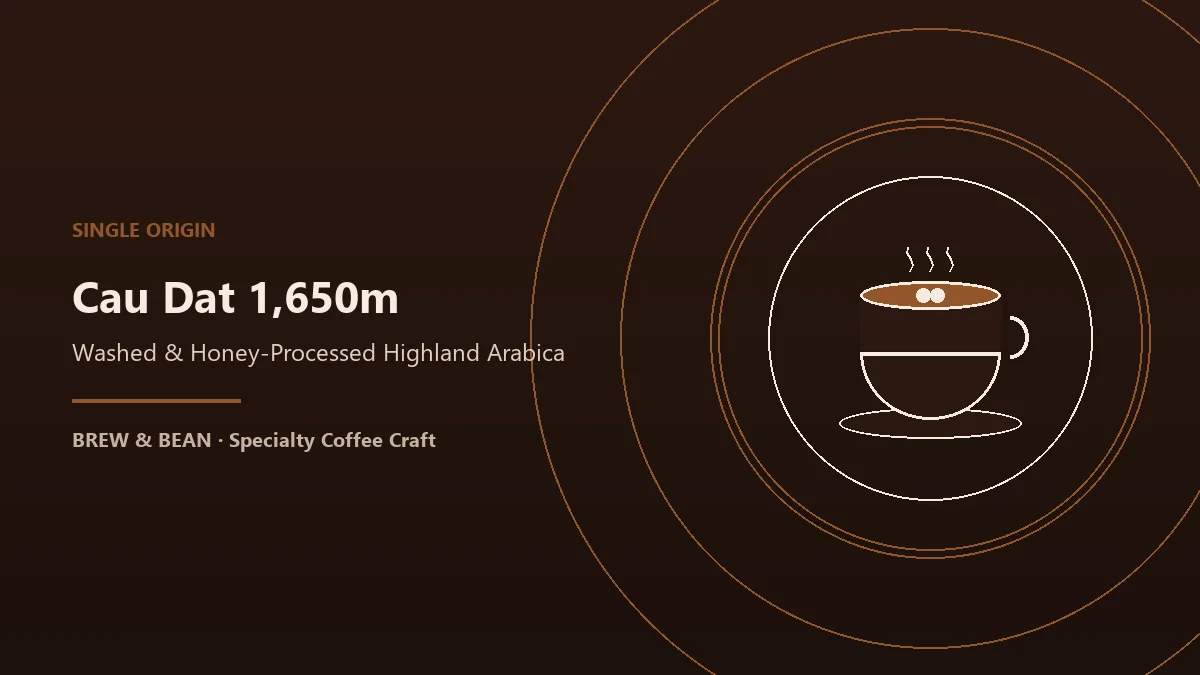 SINGLE ORIGIN
Cau Dat 1,650m
Washed & Honey-Processed Highland Arabica
BREW & BEAN · Specialty Coffee Craft